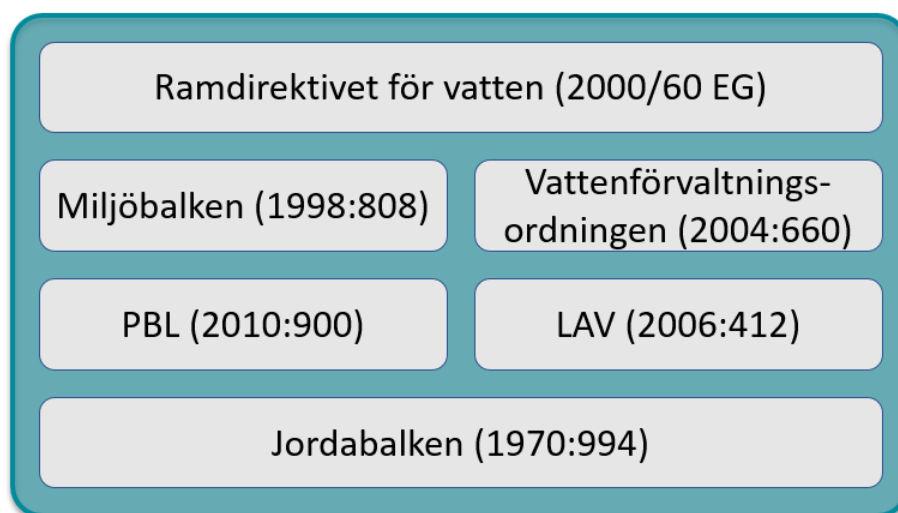 Ramdirektivet för vatten (2000/60 EG)
Miljöbalken (1998:808)
Vattenförvaltnings-
ordningen (2004:660)
PBL (2010:900)
LAV (2006:412)
Jordabalken (1970:994)